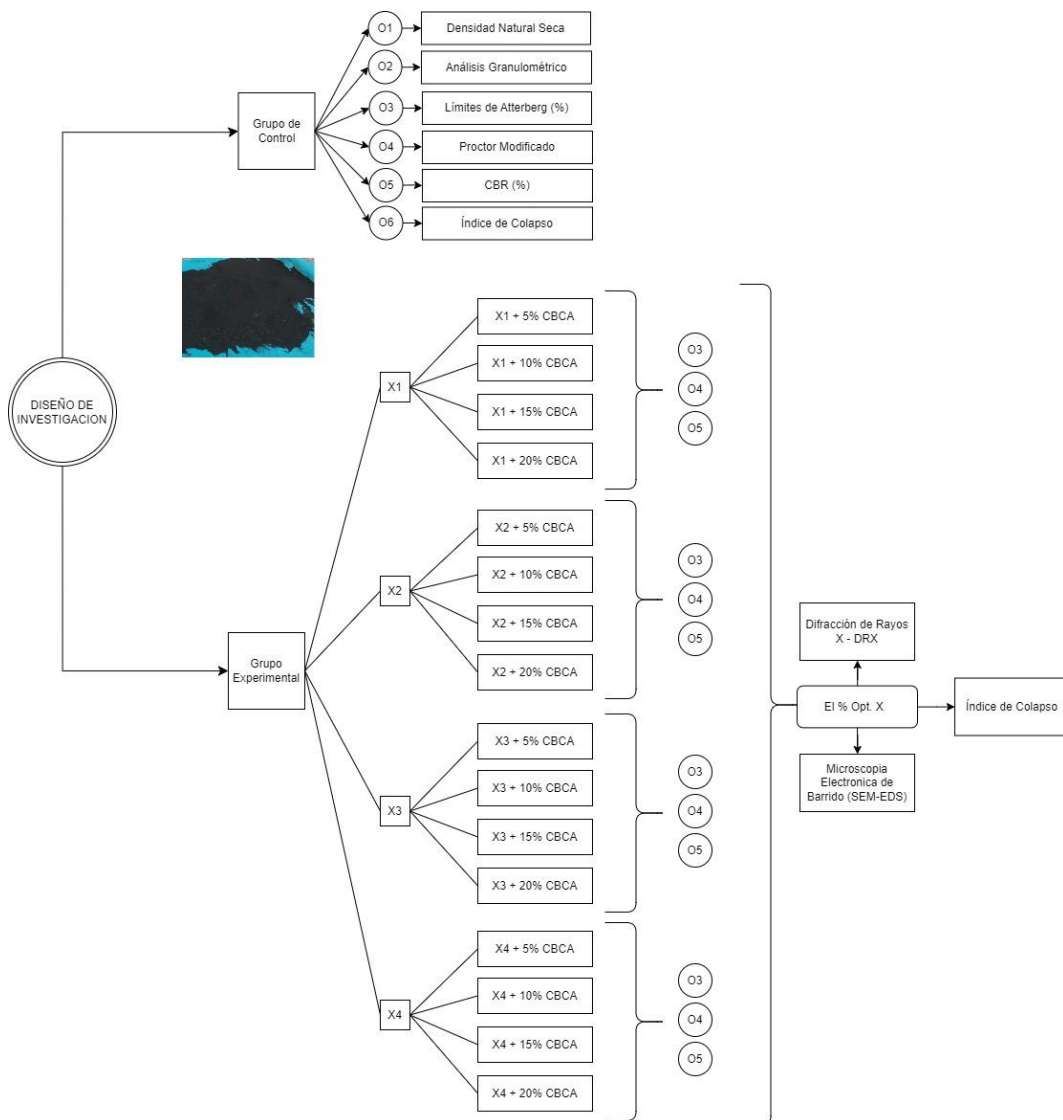 O1
Densidad Natural Seca
O2
Análisis Granulométrico
O3
Límites de Atterberg (%)
Grupo de
Control
O4
Proctor Modificado
O5
CBR (%)
O6
Índice de Colapso
DISEÑO DE
INVESTIGACION
Grupo
Experimental
X1
X1 + 5% CBCA
X1 + 10% CBCA
X1 + 15% CBCA
X1 + 20% CBCA
O3
O4
O5
X2
X2 + 5% CBCA
X2 + 10% CBCA
X2 + 15% CBCA
X2 + 20% CBCA
O3
O4
O5
X3
X3 + 5% CBCA
X3 + 10% CBCA
X3 + 15% CBCA
X3 + 20% CBCA
O3
O4
O5
X4
X4 + 5% CBCA
X4 + 10% CBCA
X4 + 15% CBCA
X4 + 20% CBCA
O3
O4
O5
Difracción de Rayos
X - DRX
El % Opt. X
Índice de Colapso
Microscopia
Electronica de
Barrido (SEM-EDS)